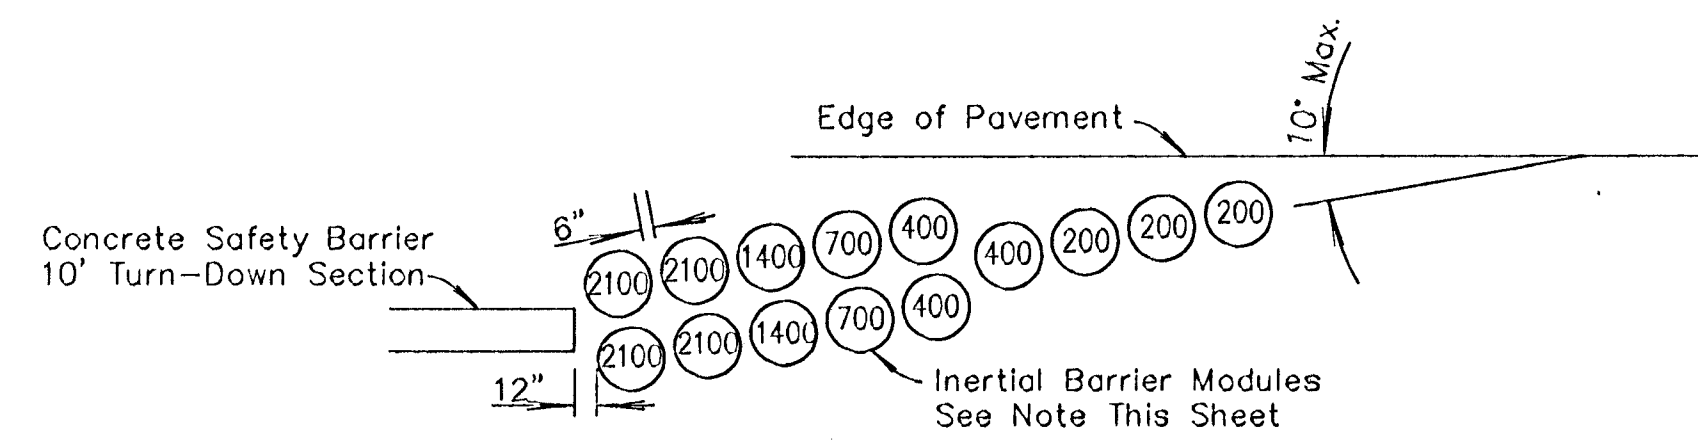 10° Max.
Edge of Pavement
6"
Concrete Safety Barrier
10' Turn-Down Section
2100 2100 1400 700 400 400 200 200 200
2100 2100 1400 700 400
12"
Inertial Barrier Modules
See Note This Sheet